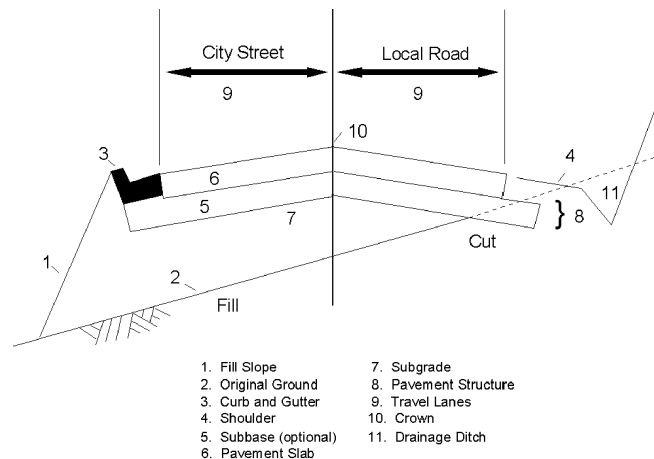 City Street
Local Road
9
9
10
3
4
6
11
5
7
8
Cut
1
2
Fill
1. Fill Slope
2. Original Ground
3. Curb and Gutter
4. Shoulder
5. Subbase (optional)
6. Pavement Slab
7. Subgrade
8. Pavement Structure
9. Travel Lanes
10. Crown
11. Drainage Ditch